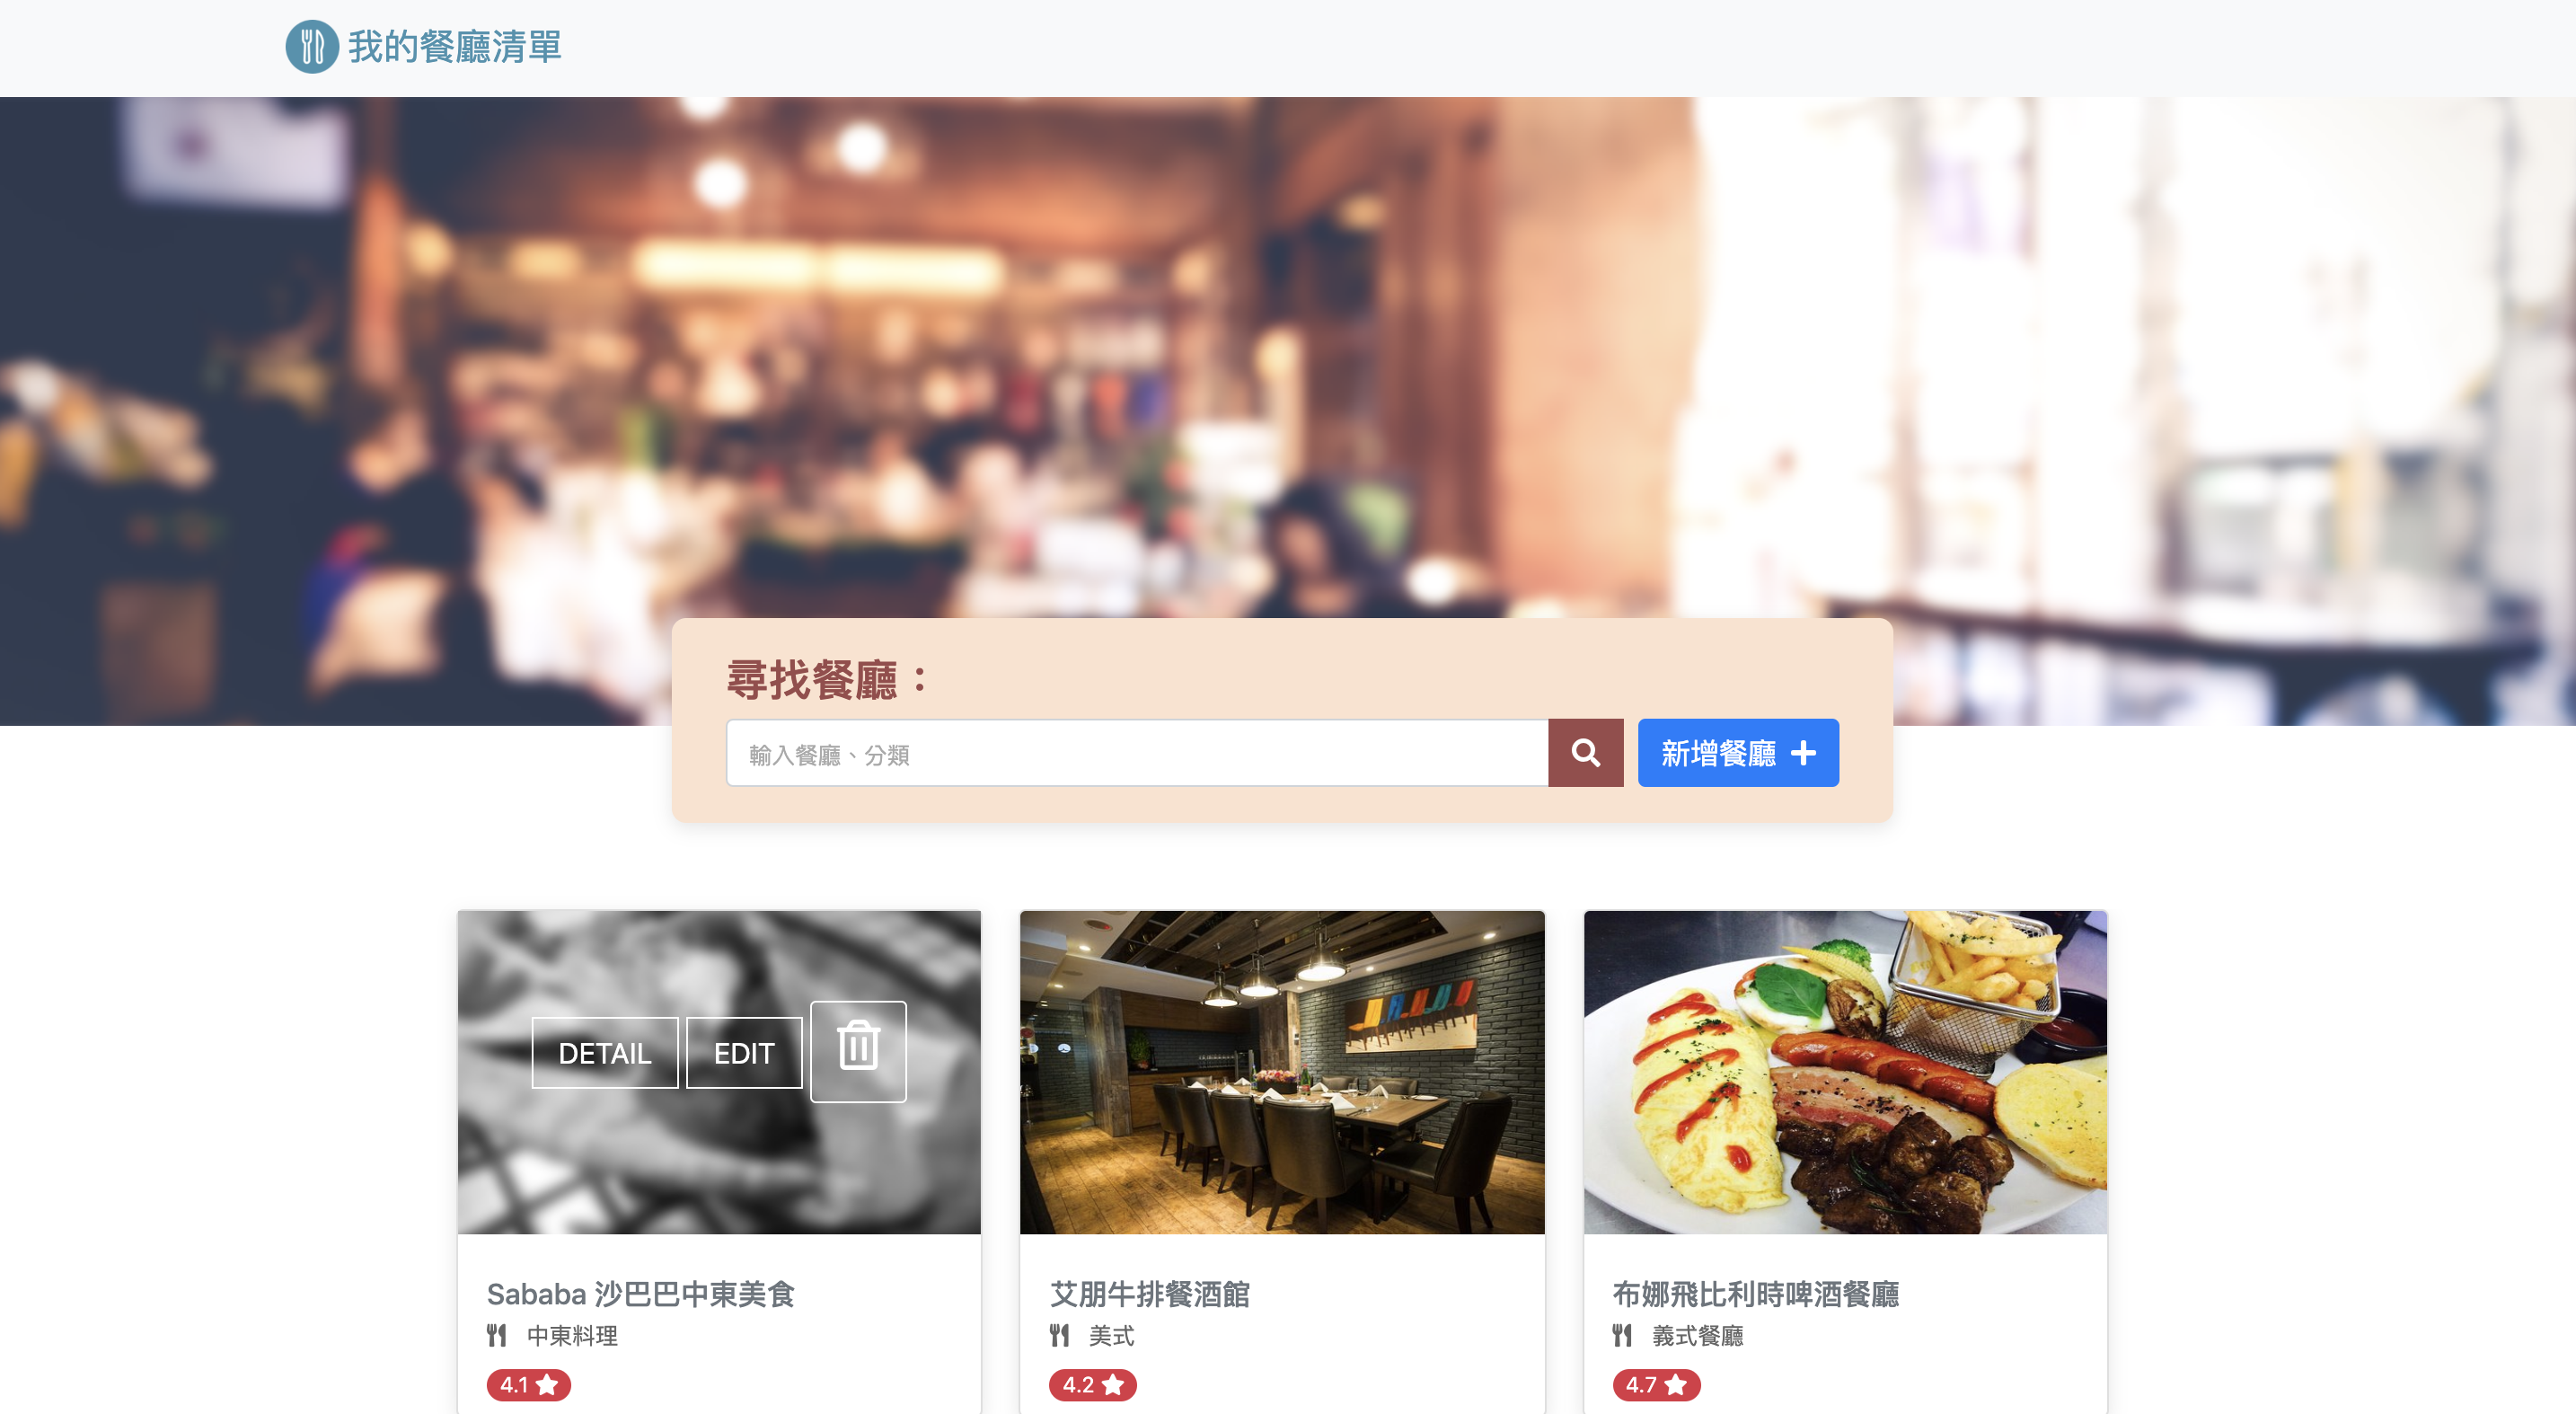 我的餐廳清單
尋找餐廳：
輸入餐廳、分類
新增餐廳
DETAIL
EDIT
Sababa 沙巴巴中東美食
中東料理
4.1
艾朋牛排餐酒館
美式
4.2
布娜飛比利時啤酒餐廳
義式餐廳
4.7